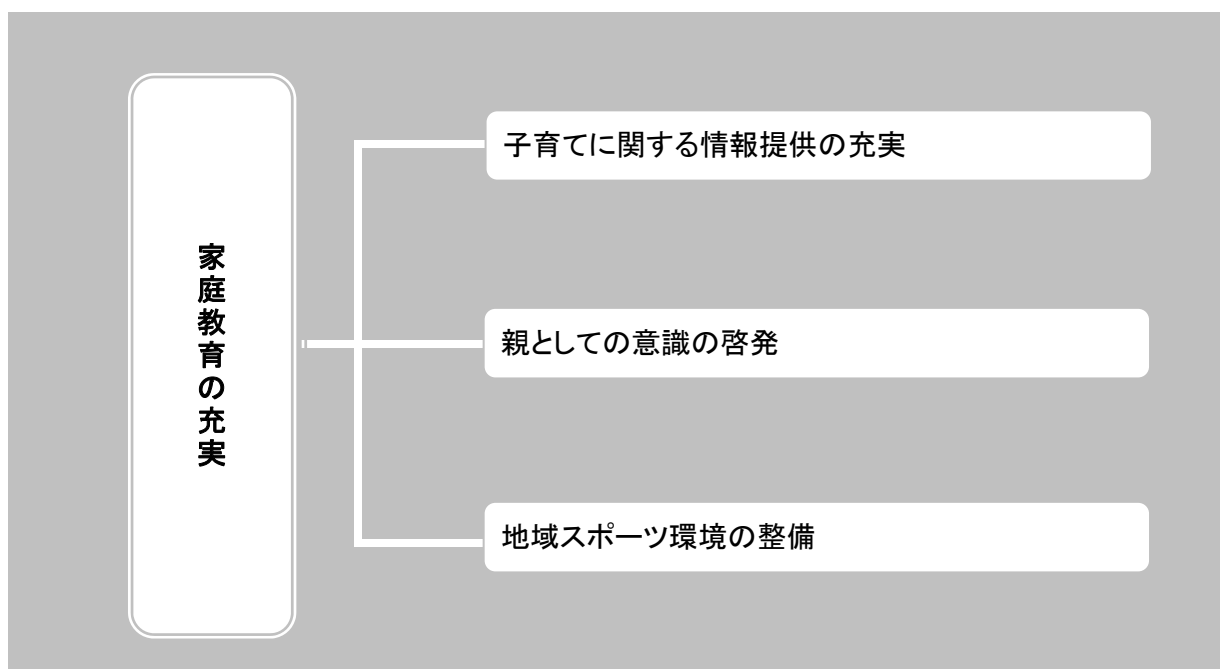 家庭教育の充実
子育てに関する情報提供の充実
親としての意識の啓発
地域スポーツ環境の整備